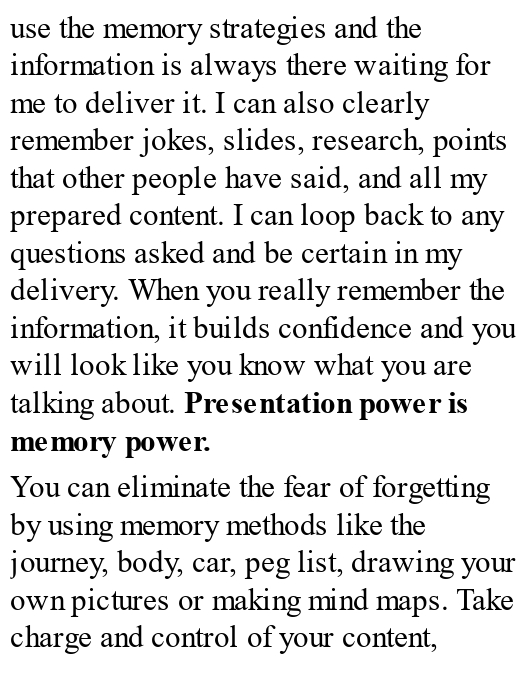 use the memory strategies and the
information is always there waiting for
me to deliver it. I can also clearly
remember jokes, slides, research, points
that other people have said, and all my
prepared content. I can loop back to any
questions asked and be certain in my
delivery. When you really remember the
information, it builds confidence and you
will look like you know what you are
talking about. Presentation power is
memory power.
You can eliminate the fear of forgetting
by using memory methods like the
journey, body, car, peg list, drawing your
own pictures or making mind maps. Take
charge and control of your content,